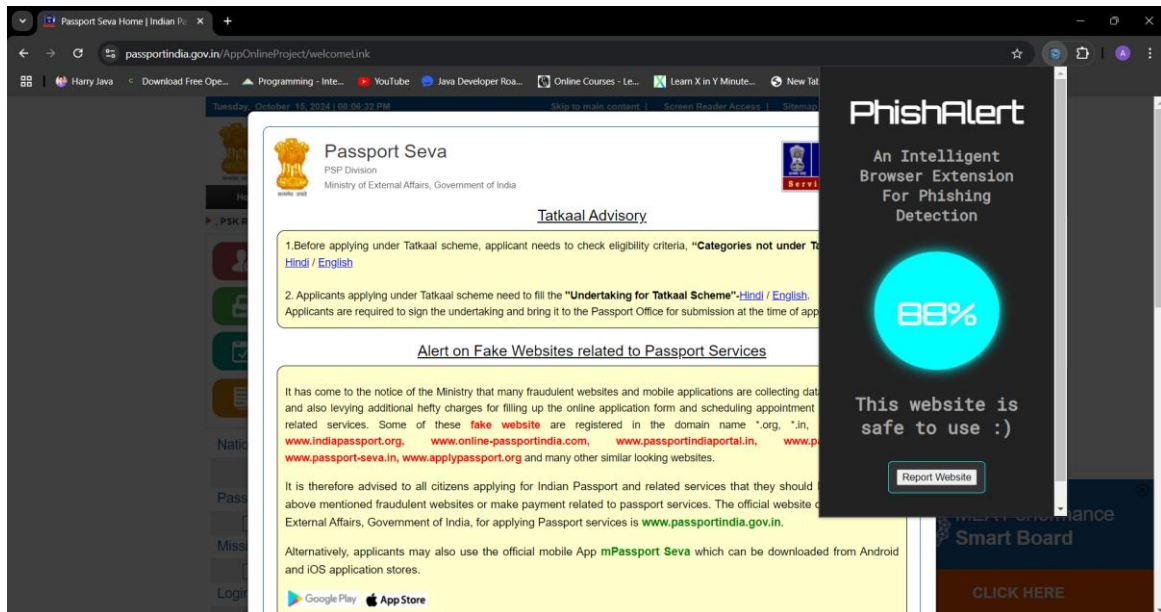 Passport Seva Home | Indian Pa
passportindia.gov.in/AppOnlineProject/welcomeLink
Harry Java
Download Free Ope...
Programming - Inte...
YouTube
Java Developer Roa...
Online Courses - Le...
Learn X in Y Minute...
New Tab
Tuesday, October 15, 2024 | 08:06:32 PM
Skip to main content | Screen Reader Access | Sitemap
Passport Seva
PSP Division
Ministry of External Affairs, Government of India
Servi
Tatkaal Advisory
1.Before applying under Tatkaal scheme, applicant needs to check eligibility criteria, “Categories not under Ta
Hindi / English
2. Applicants applying under Tatkaal scheme need to fill the "Undertaking for Tatkaal Scheme"-Hindi / English.
Applicants are required to sign the undertaking and bring it to the Passport Office for submission at the time of app
Alert on Fake Websites related to Passport Services
It has come to the notice of the Ministry that many fraudulent websites and mobile applications are collecting dat
and also levying additional hefty charges for filling up the online application form and scheduling appointment
related services. Some of these fake website are registered in the domain name *.org, *.in,
www.indiapassport.org, www.online-passportindia.com, www.passportindiaportal.in, www.pa
www.passport-seva.in, www.applypassport.org and many other similar looking websites.
It is therefore advised to all citizens applying for Indian Passport and related services that they should
above mentioned fraudulent websites or make payment related to passport services. The official website o
External Affairs, Government of India, for applying Passport services is www.passportindia.gov.in.
Alternatively, applicants may also use the official mobile App mPassport Seva which can be downloaded from Android
and iOS application stores.
Google Play
App Store
PhishAlert
An Intelligent
Browser Extension
For Phishing
Detection
88%
This website is
safe to use :)
Report Website
Natio
Pass
Missi
Login
Smart Board
CLICK HERE